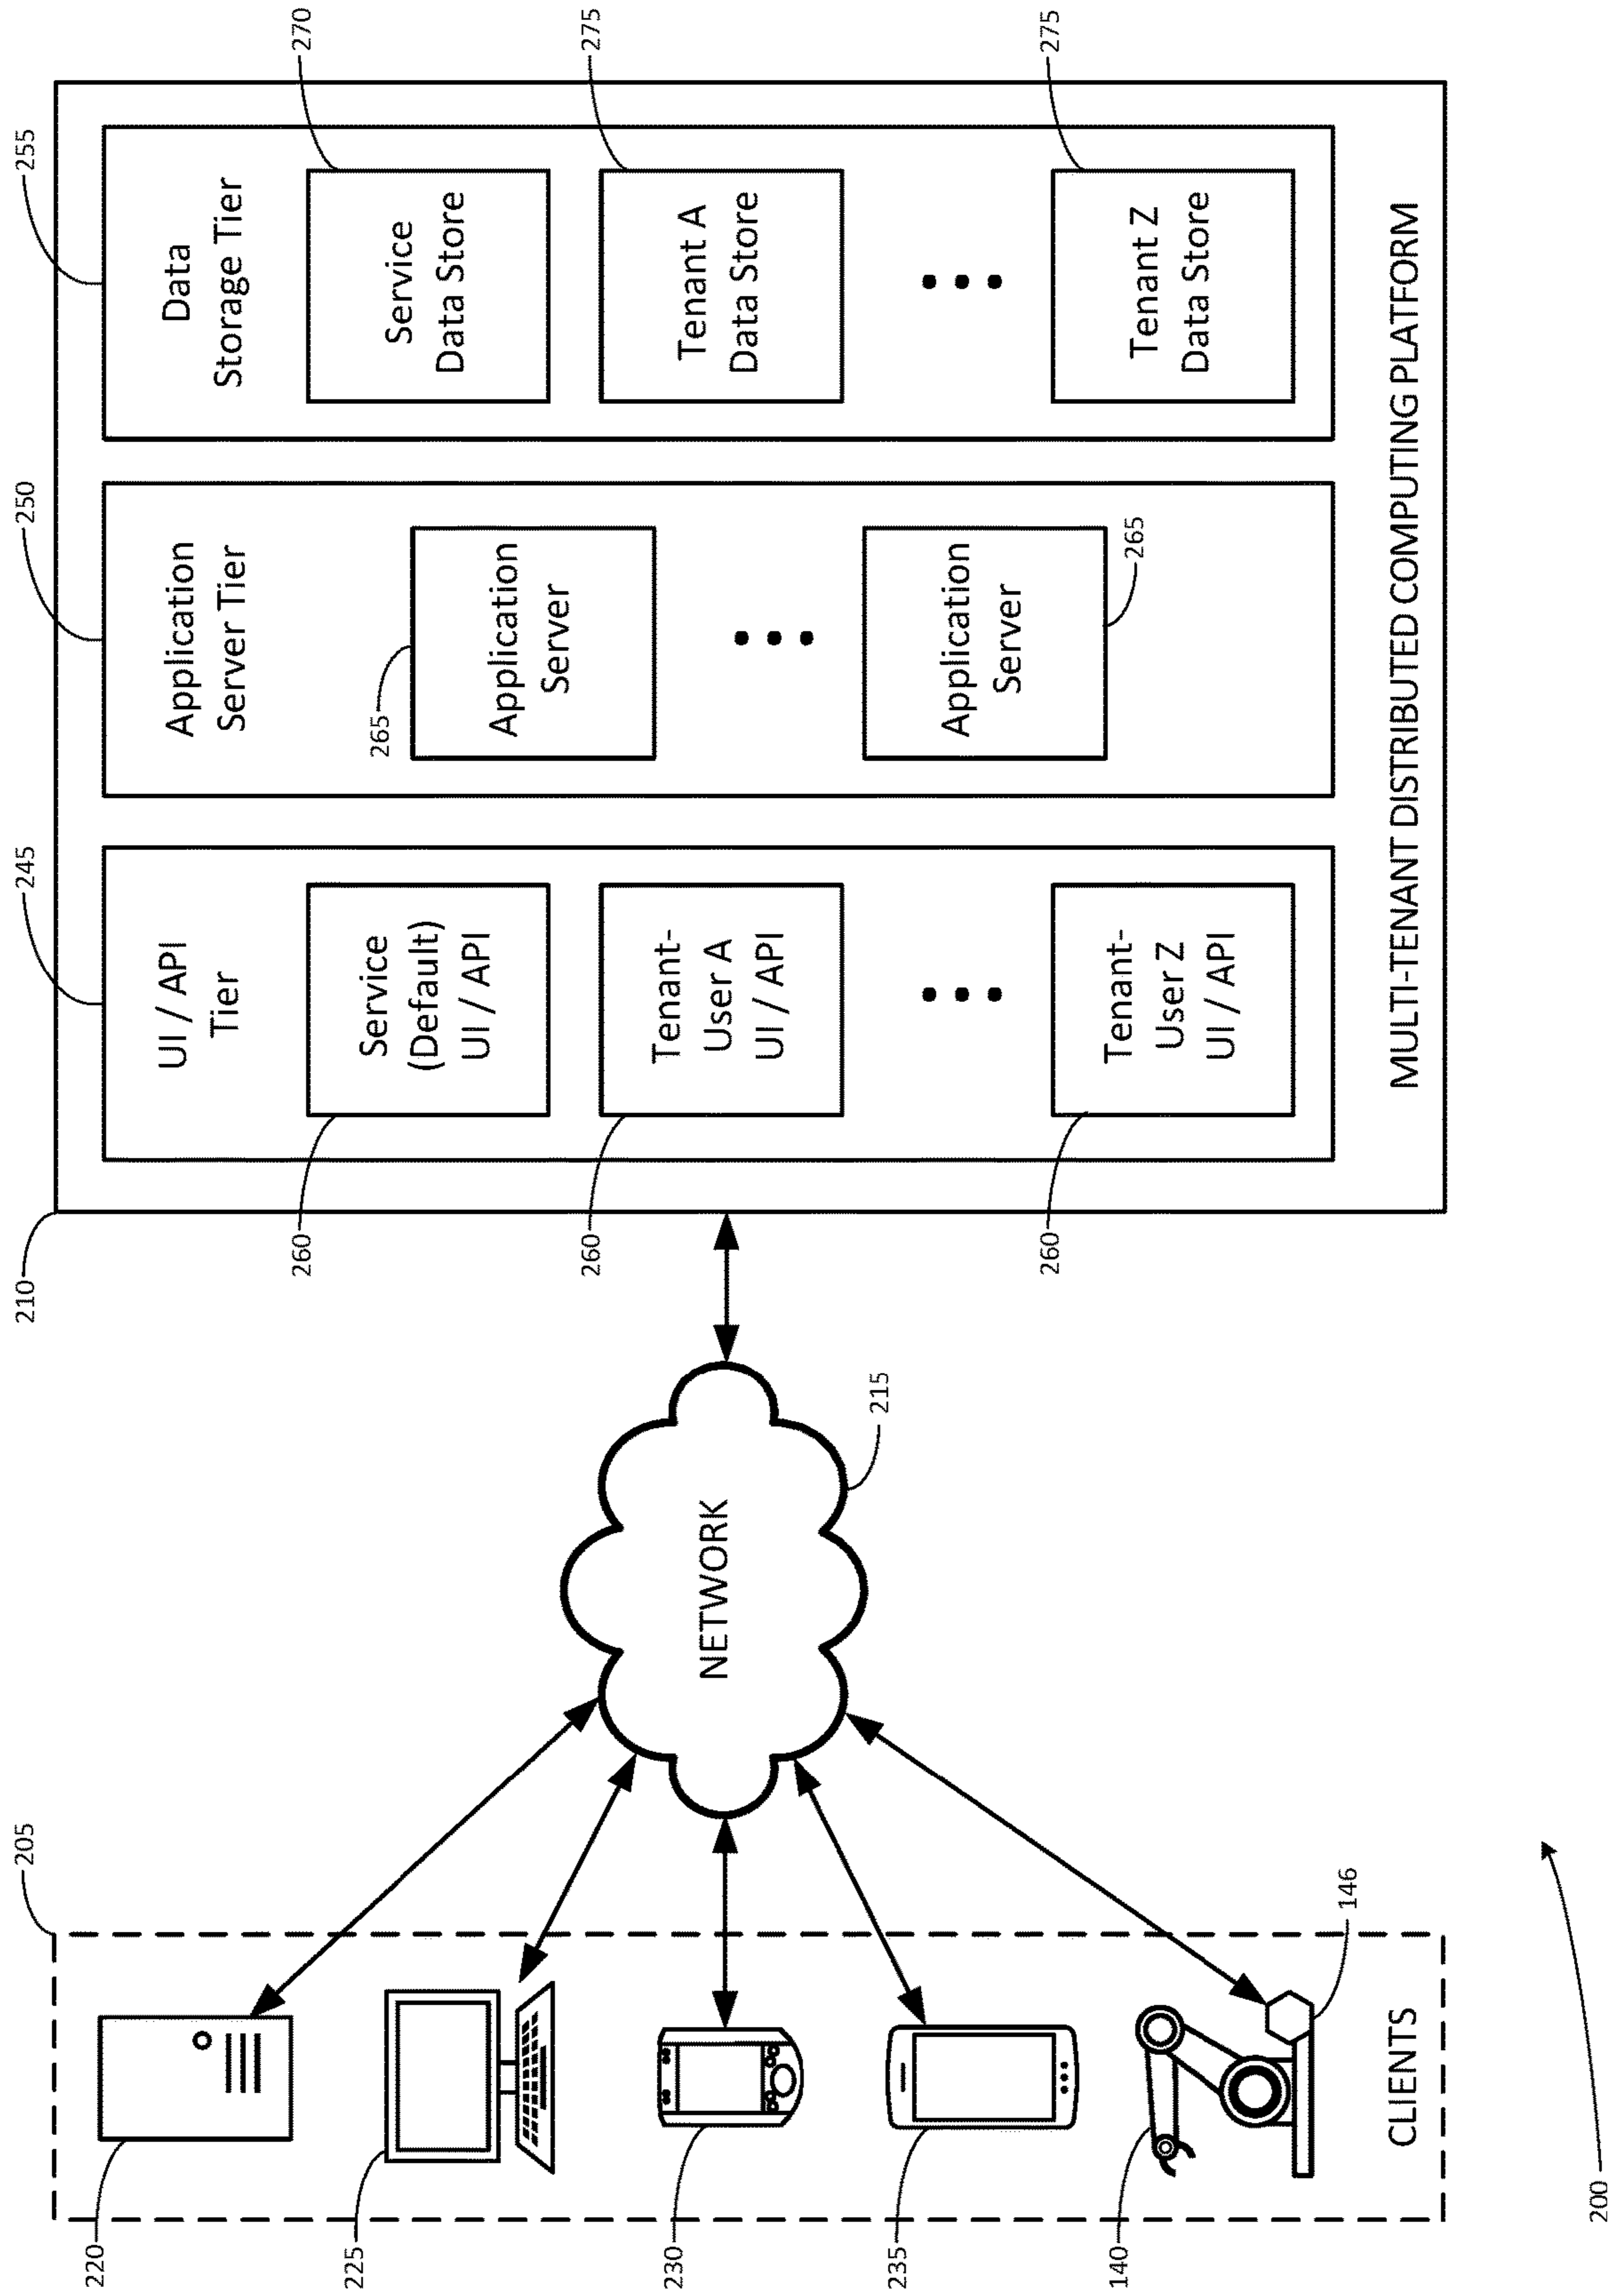 205
220
225
230
235
140
146
CLIENTS
200
NETWORK
215
210
245
UI / API
Tier
260
Service
(Default)
UI / API
260
Tenant-
User A
UI / API
260
Tenant-
User Z
UI / API
250
Application
Server Tier
265
Application
Server
Application
Server
265
255
Data
Storage Tier
270
Service
Data Store
275
Tenant A
Data Store
275
Tenant Z
Data Store
MULTI-TENANT DISTRIBUTED COMPUTING PLATFORM